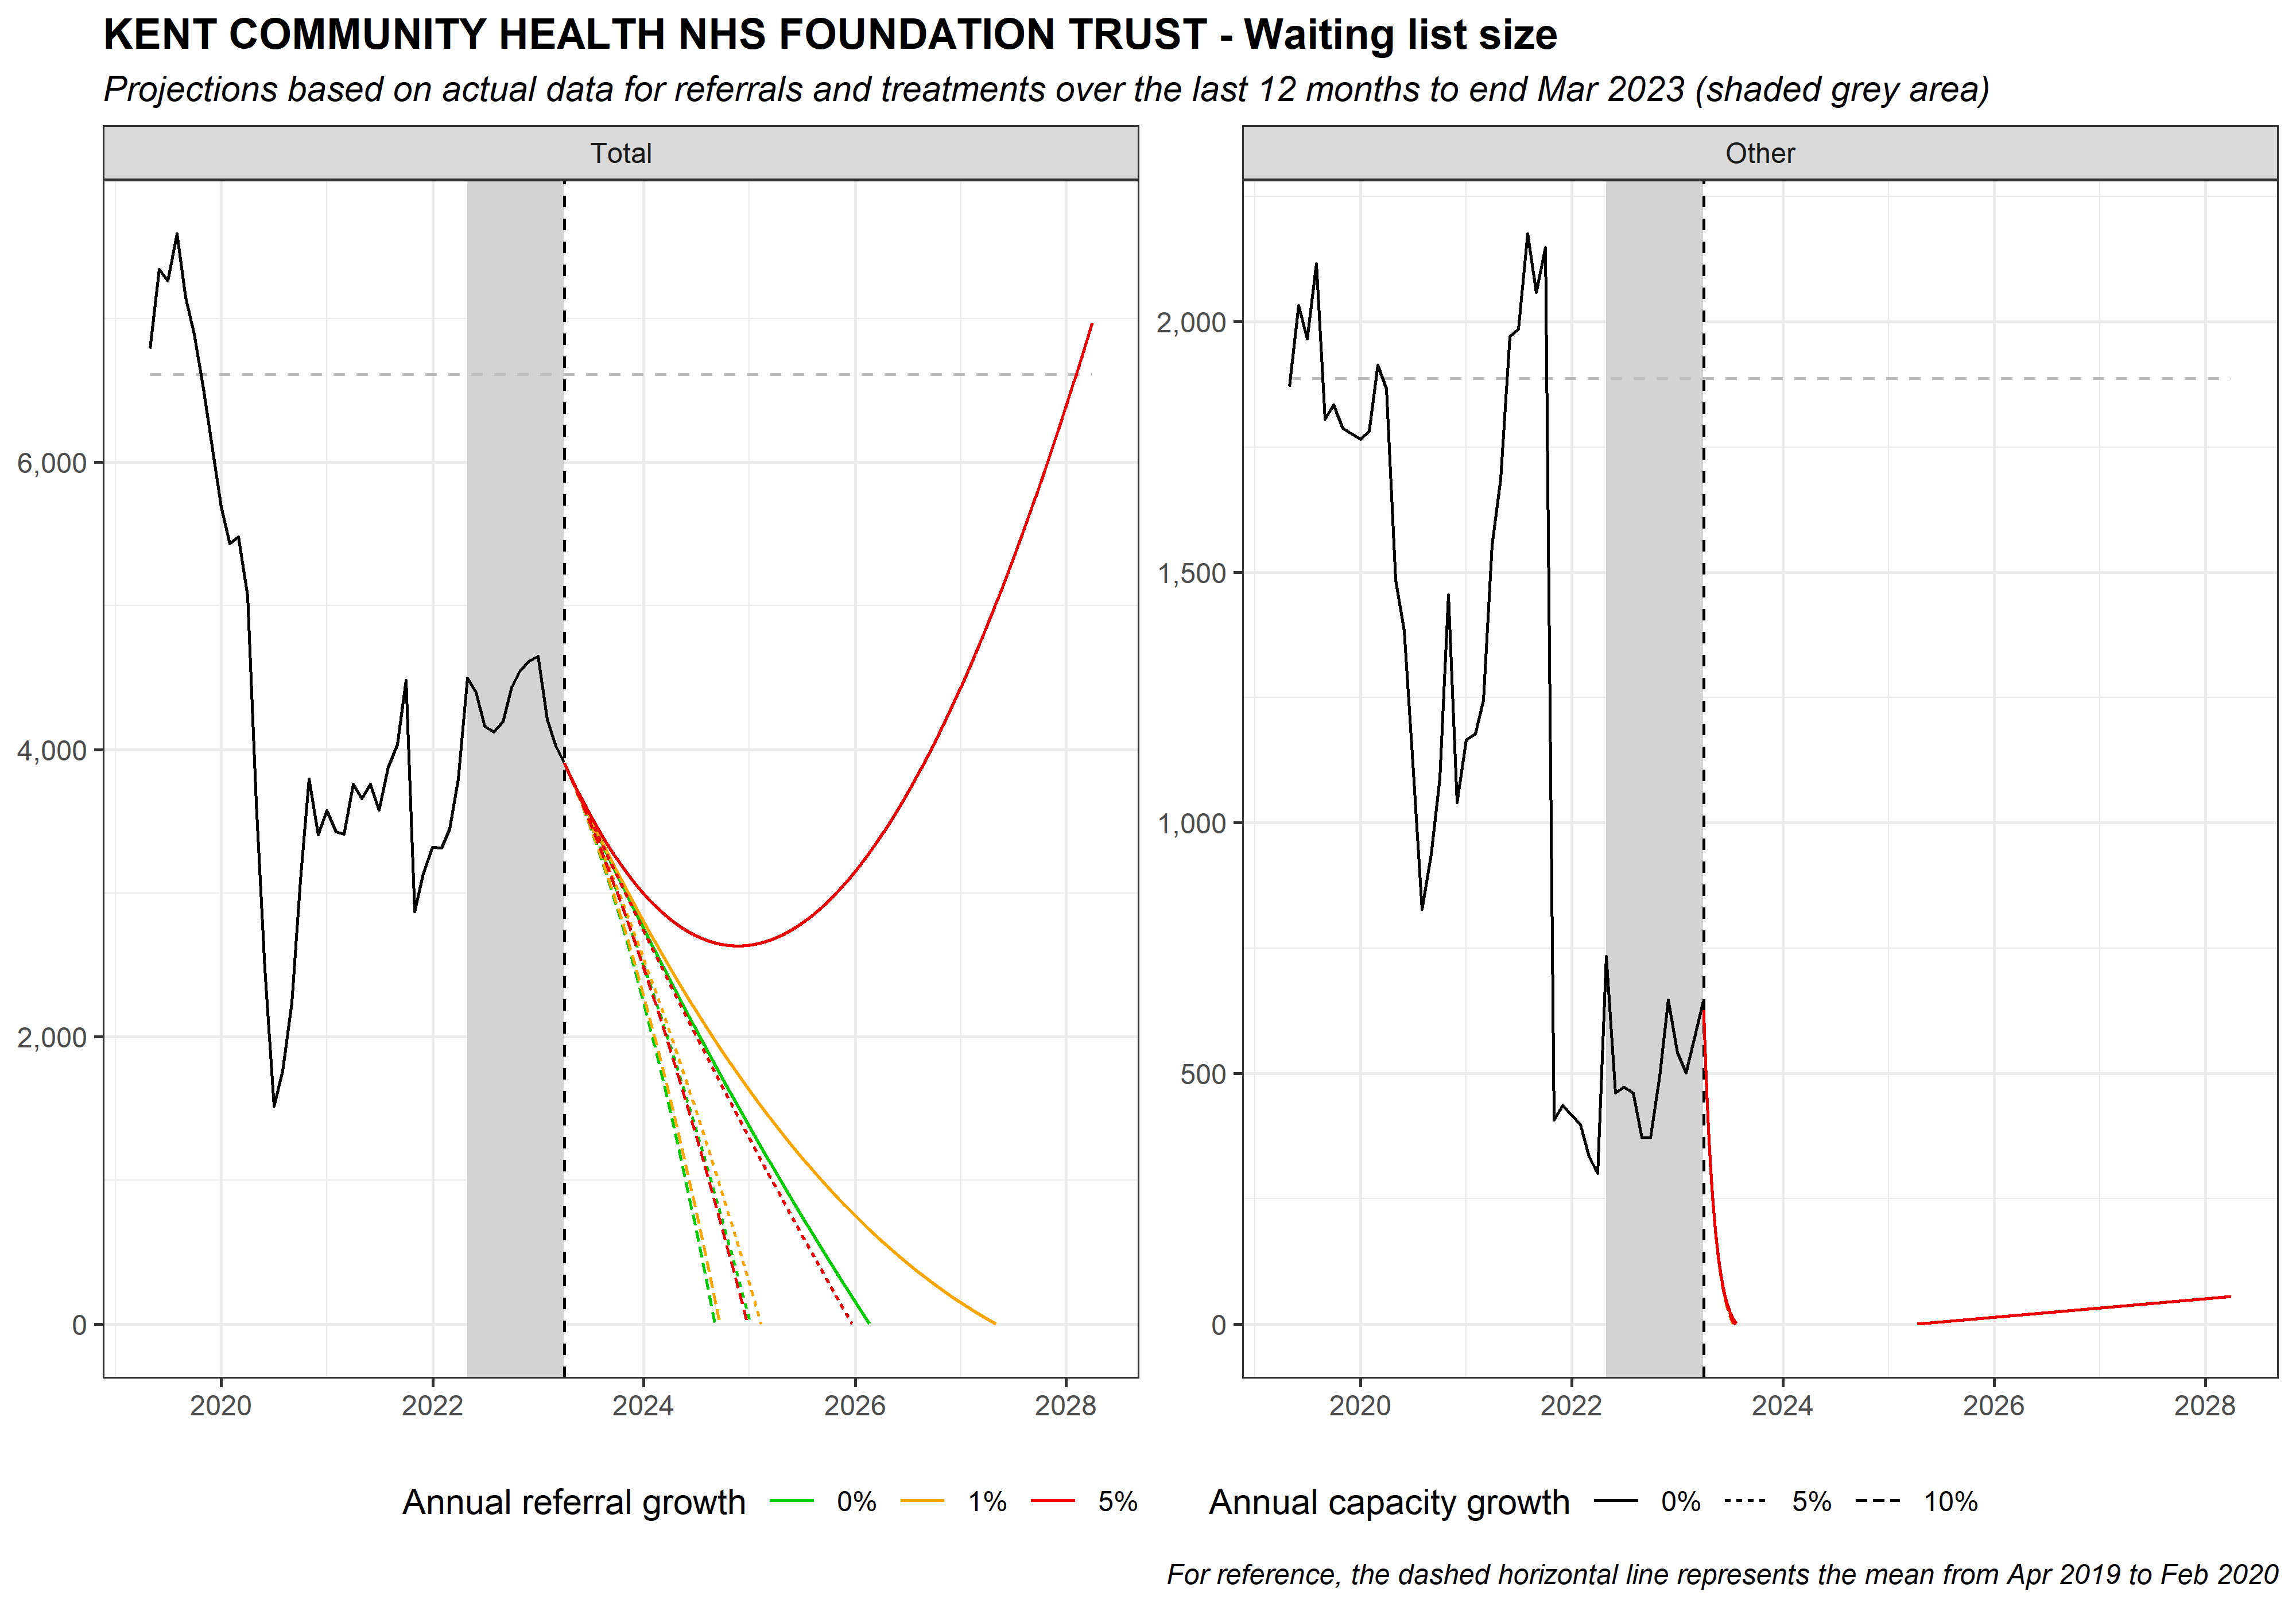 KENT COMMUNITY HEALTH NHS FOUNDATION TRUST - Waiting list size
Projections based on actual data for referrals and treatments over the last 12 months to end Mar 2023 (shaded grey area)
Total
Other
6,000
4,000
2,000
0
2,000
1,500
1,000
500
0
2020 2022 2024 2026 2028
2020 2022 2024 2026 2028
Annual referral growth 0% 1% 5%
Annual capacity growth 0% 5% 10%
For reference, the dashed horizontal line represents the mean from Apr 2019 to Feb 2020